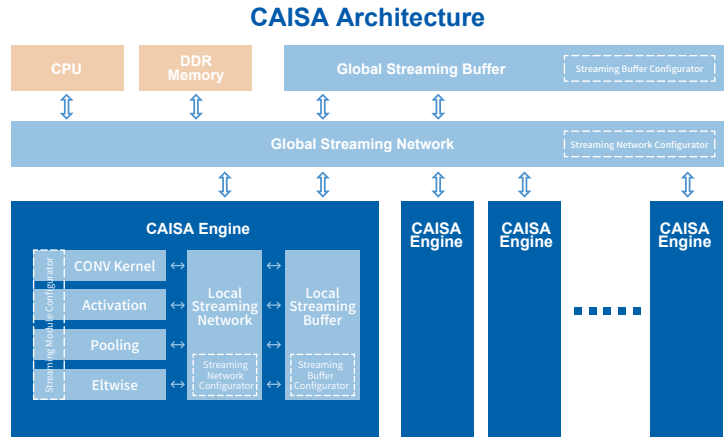 CAISA Architecture
CPU
DDR
Memory
Global Streaming Buffer
Streaming Buffer Configurator
Global Streaming Network
Streaming Network Configurator
CAISA Engine
Streaming Module Configurator
CONV Kernel
Activation
Pooling
Eltwise
Local
Streaming
Network
Streaming
Network
Configurator
Local
Streaming
Buffer
Streaming
Buffer
Configurator
CAISA
Engine
CAISA
Engine
CAISA
Engine